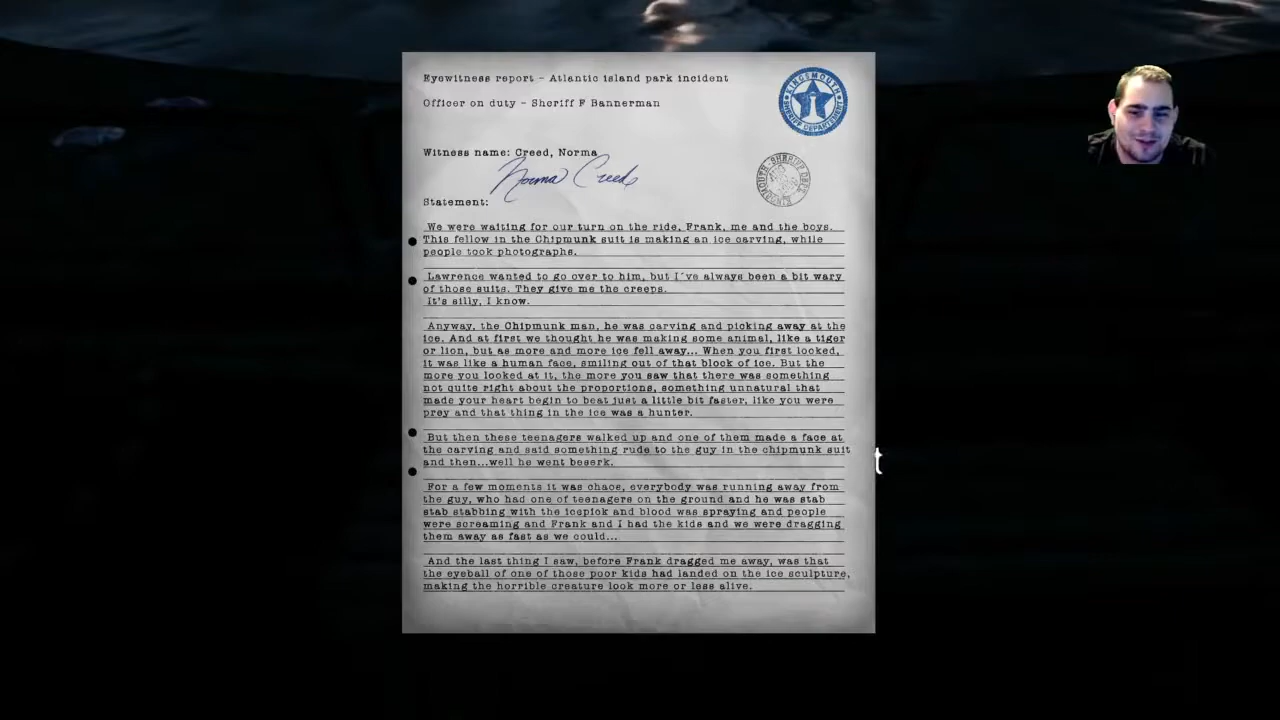 Eyewitness report - Atlantic island park incident
Officer on duty - Sheriff F Bannerman
KINGSMOUTH
SHERIFF DEPARTMENT
Witness name: Creed, Norma
Norma Creed
Statement:
We were waiting for our turn on the ride, Frank, me and the boys.
This fellow in the Chipmunk suit is making an ice carving, while
people took photographs.
Lawrence wanted to go over to him, but I've always been a bit wary
of those suits. They give me the creeps.
It's silly, I know.
Anyway, the Chipmunk man, he was carving and picking away at the
ice. And at first we thought he was making some animal, like a tiger
or lion, but as more and more ice fell away... When you first looked,
it was like a human face, smiling out of that block of ice. But the
more you looked at it, the more you saw that there was something
not quite right about the proportions, something unnatural that
made your heart begin to beat just a little bit faster, like you were
prey and that thing in the ice was a hunter.
But then these teenagers walked up and one of them made a face at
the carving and said something rude to the guy in the chipmunk suit
and then...well he went beserk.
t
For a few moments it was chaos, everybody was running away from
the guy, who had one of teenagers on the ground and he was stab
stab stabbing with the icepick and blood was spraying and people
were screaming and Frank and I had the kids and we were dragging
them away as fast as we could...
And the last thing I saw, before Frank dragged me away, was that
the eyeball of one of those poor kids had landed on the ice sculpture,
making the horrible creature look more or less alive.